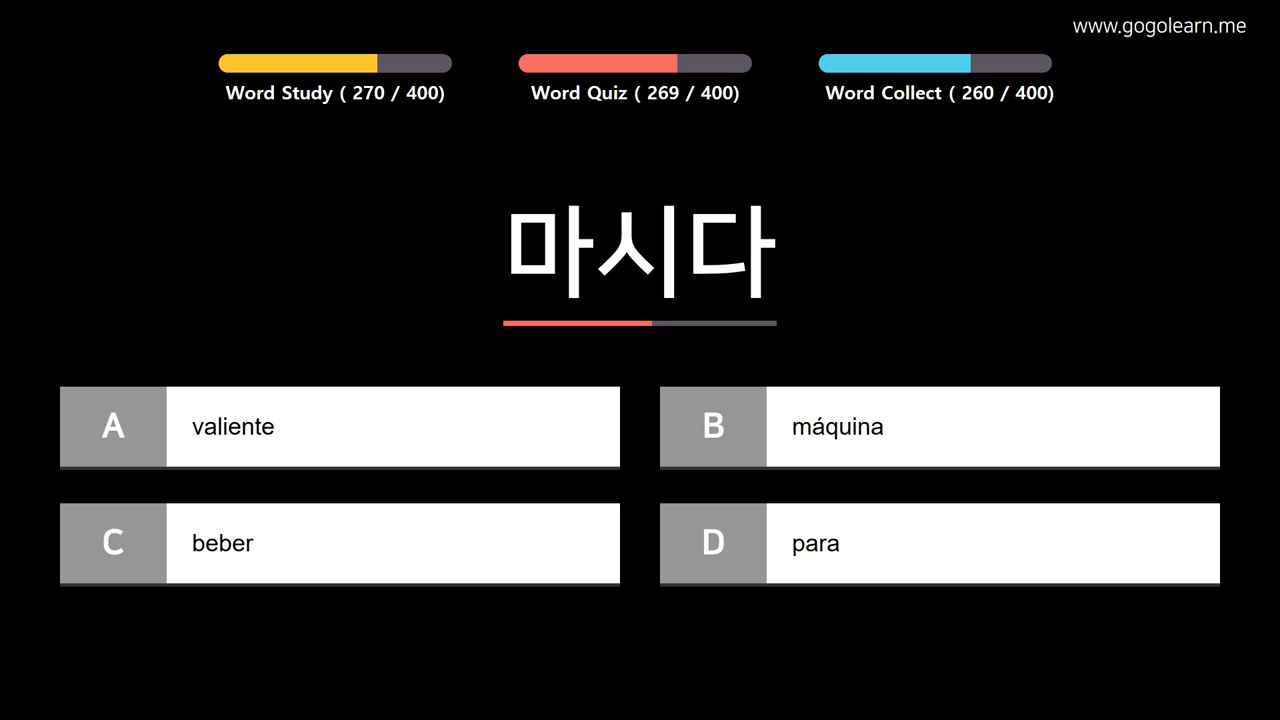 www.gogolearn.me
Word Study ( 270 / 400)
Word Quiz ( 269 / 400)
Word Collect ( 260 / 400)
마시다
A valiente
B máquina
C beber
D para